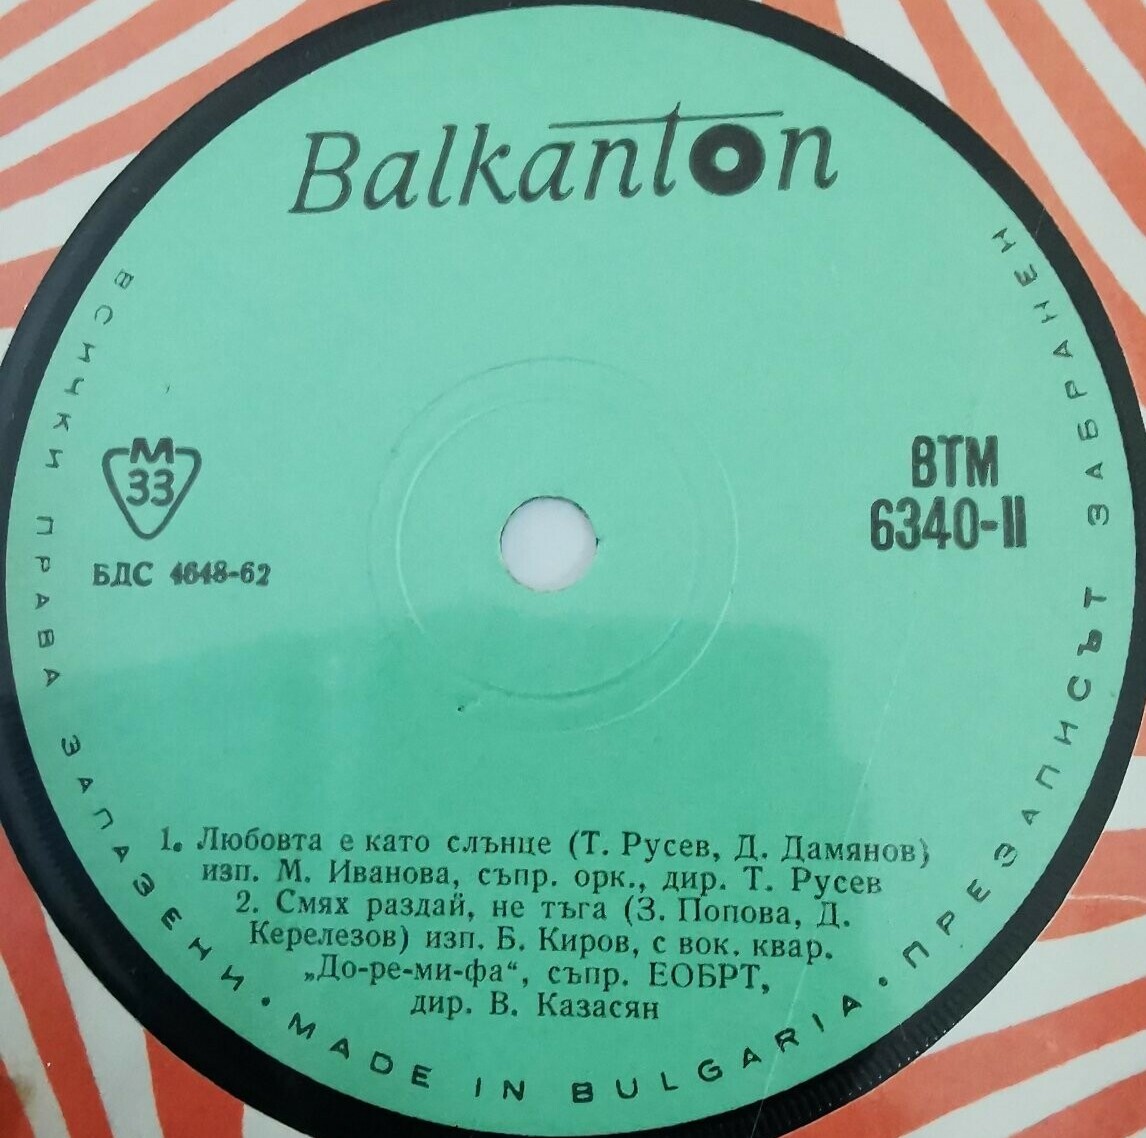 Balkanton
М
33
БДС 4648-62
ВТМ
6340-II
1. Любовта е като слънце (Т. Русев, Д. Дамянов)
изп. М. Иванова, съпр. орк., дир. Т. Русев
2. Смях раздай, не тъга (З. Попова, Д.
Керелезов) изп. Б. Киров, с вок. квар.
„До-ре-ми-фа“, съпр. ЕОБРТ,
дир. В. Казасян
ВСИЧКИ ПРАВА ЗАПАЗЕНИ • MADE IN BULGARIA • ПРЕЗАПИСЪТ ЗАБРАНЕН